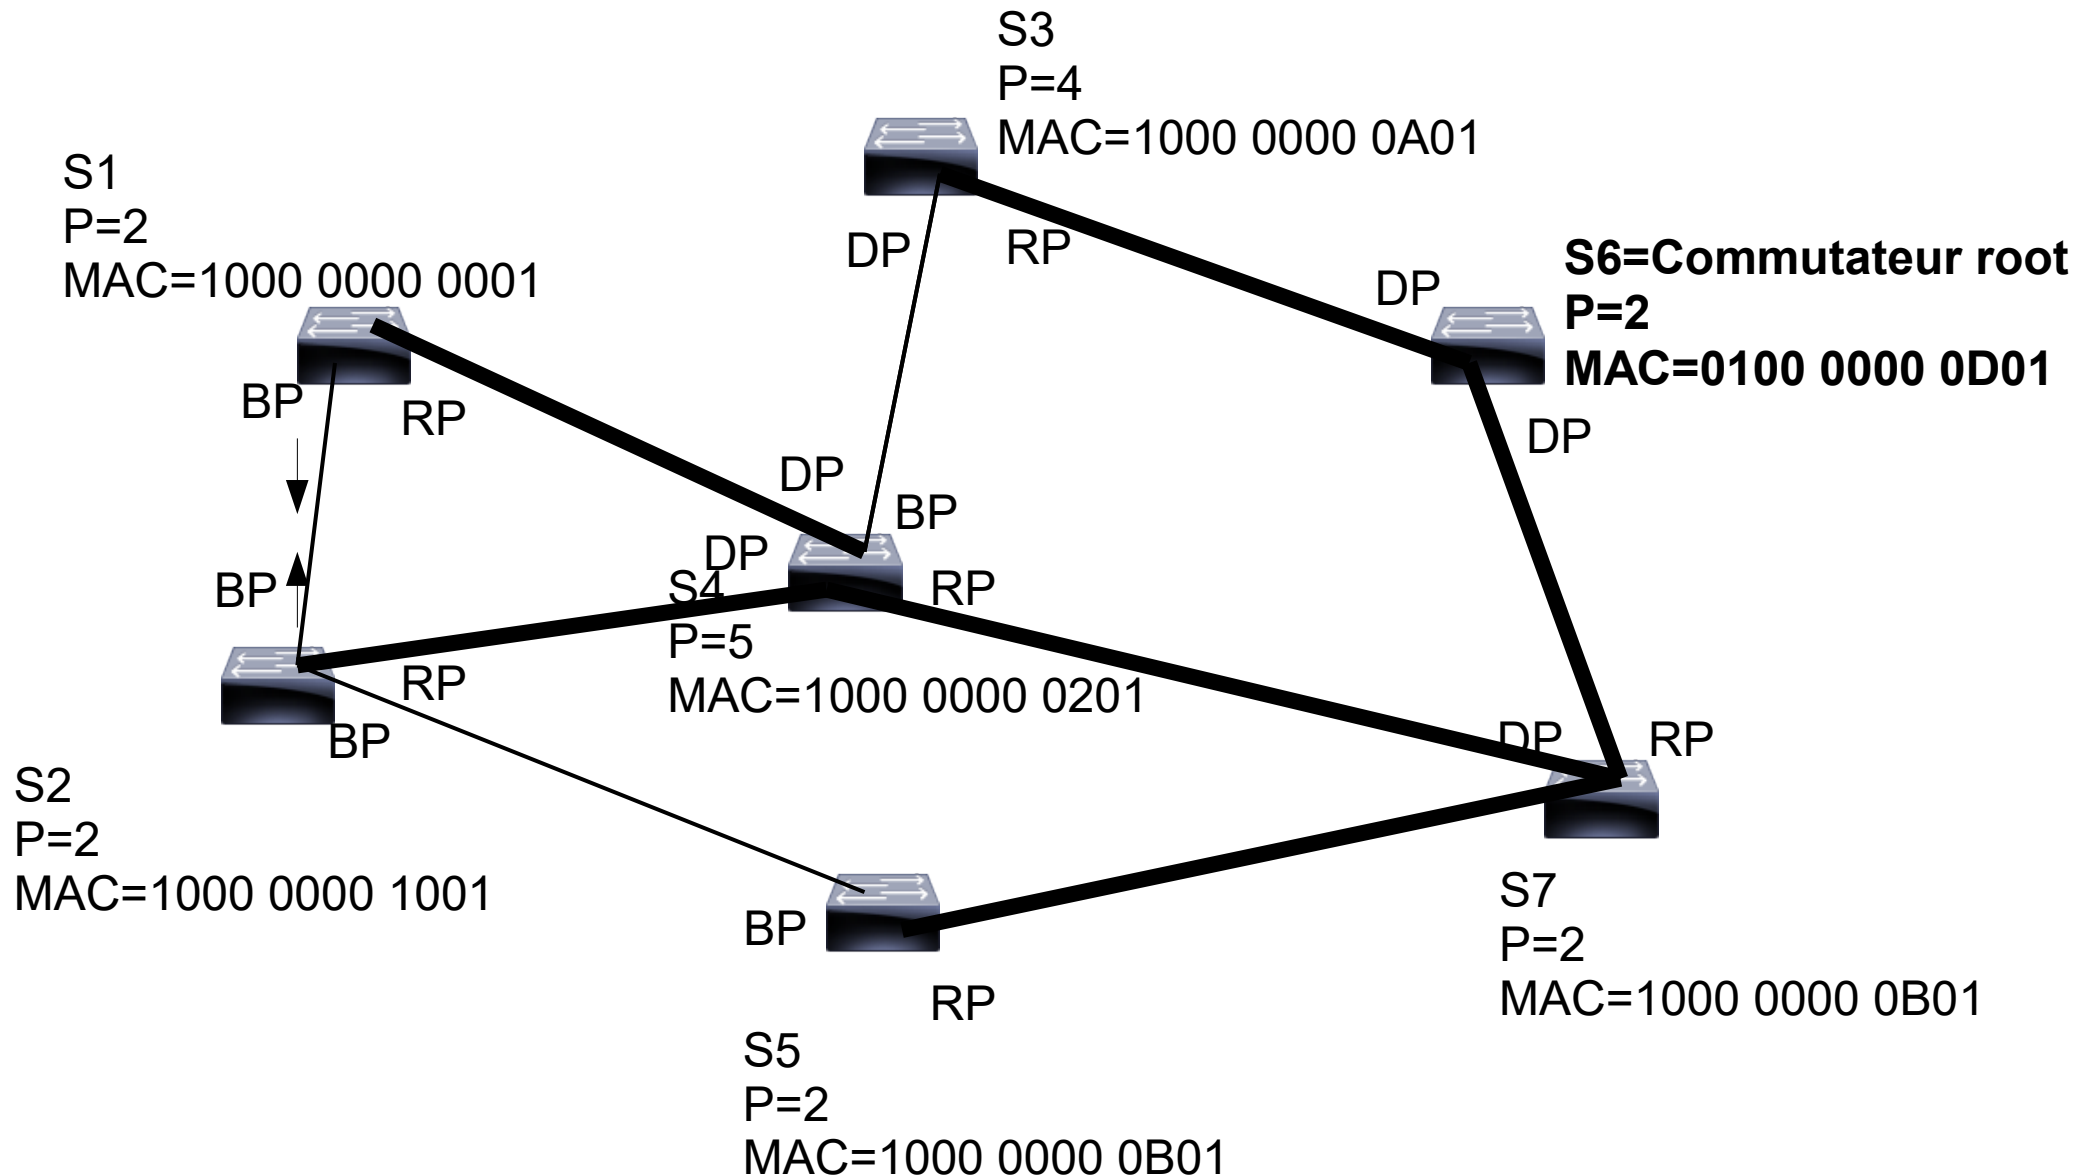 S3
P=4
MAC=1000 0000 0A01
S1
P=2
MAC=1000 0000 0001
DP
RP
S6=Commutateur root
P=2
MAC=0100 0000 0D01
DP
DP
BP
RP
DP
BP
DP
RP
S4
P=5
MAC=1000 0000 0201
BP
RP
BP
S2
P=2
MAC=1000 0000 1001
DP
RP
S7
P=2
MAC=1000 0000 0B01
BP
RP
S5
P=2
MAC=1000 0000 0B01